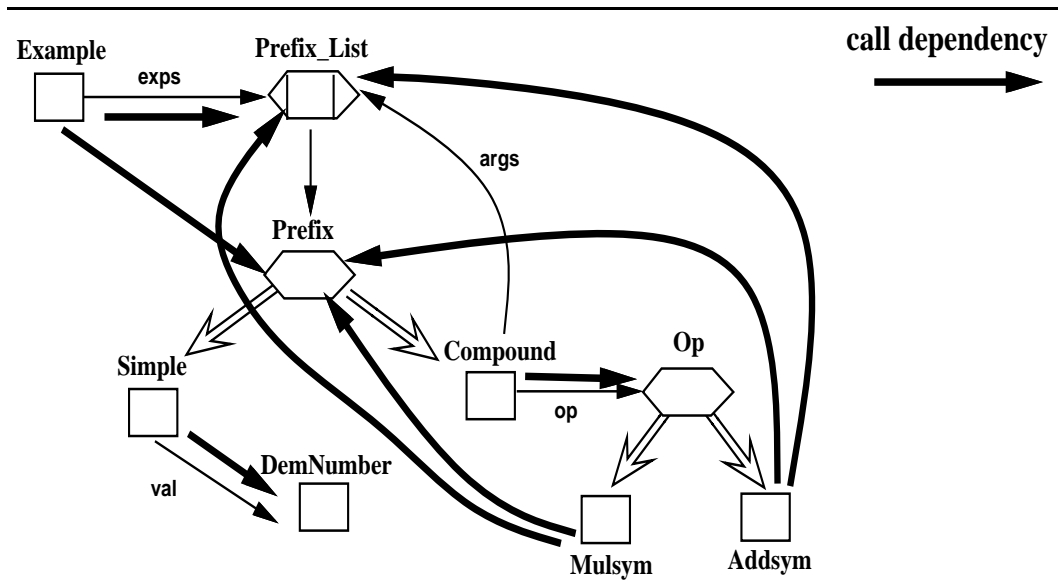 Example
Prefix_List
call dependency
exps
args
Prefix
Simple
Compound
Op
op
val
DemNumber
Mulsym
Addsym